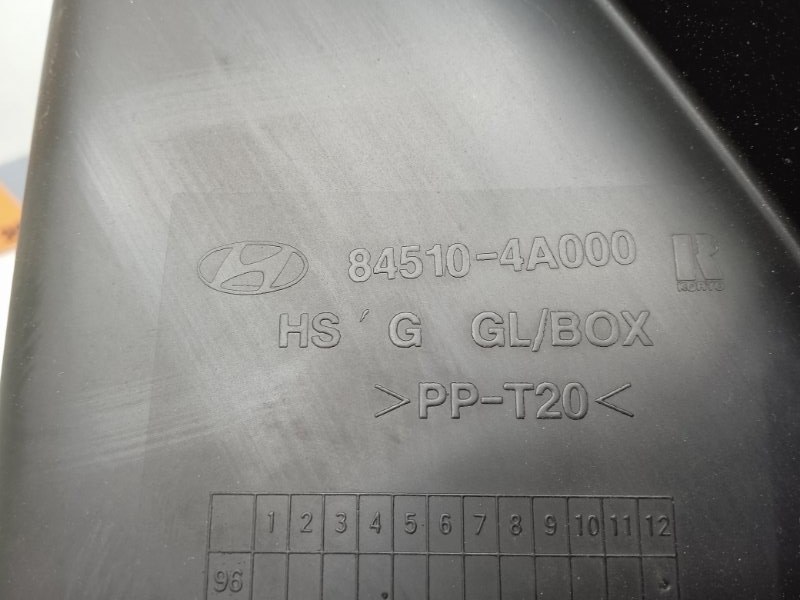 84510-4A000
HS'G GL/BOX
>PP-T20<
1 2 3 4 5 6 7 8 9 10 11 12
96